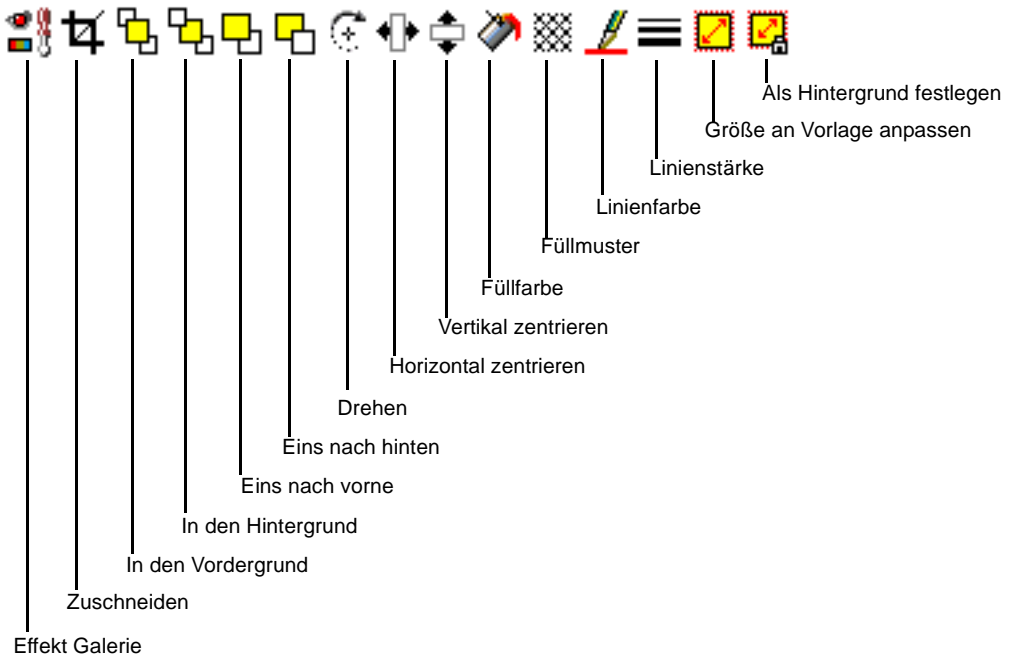 Als Hintergrund festlegen
Größe an Vorlage anpassen
Linienstärke
Linienfarbe
Füllmuster
Füllfarbe
Vertikal zentrieren
Horizontal zentrieren
Drehen
Eins nach hinten
Eins nach vorne
In den Hintergrund
In den Vordergrund
Zuschneiden
Effekt Galerie